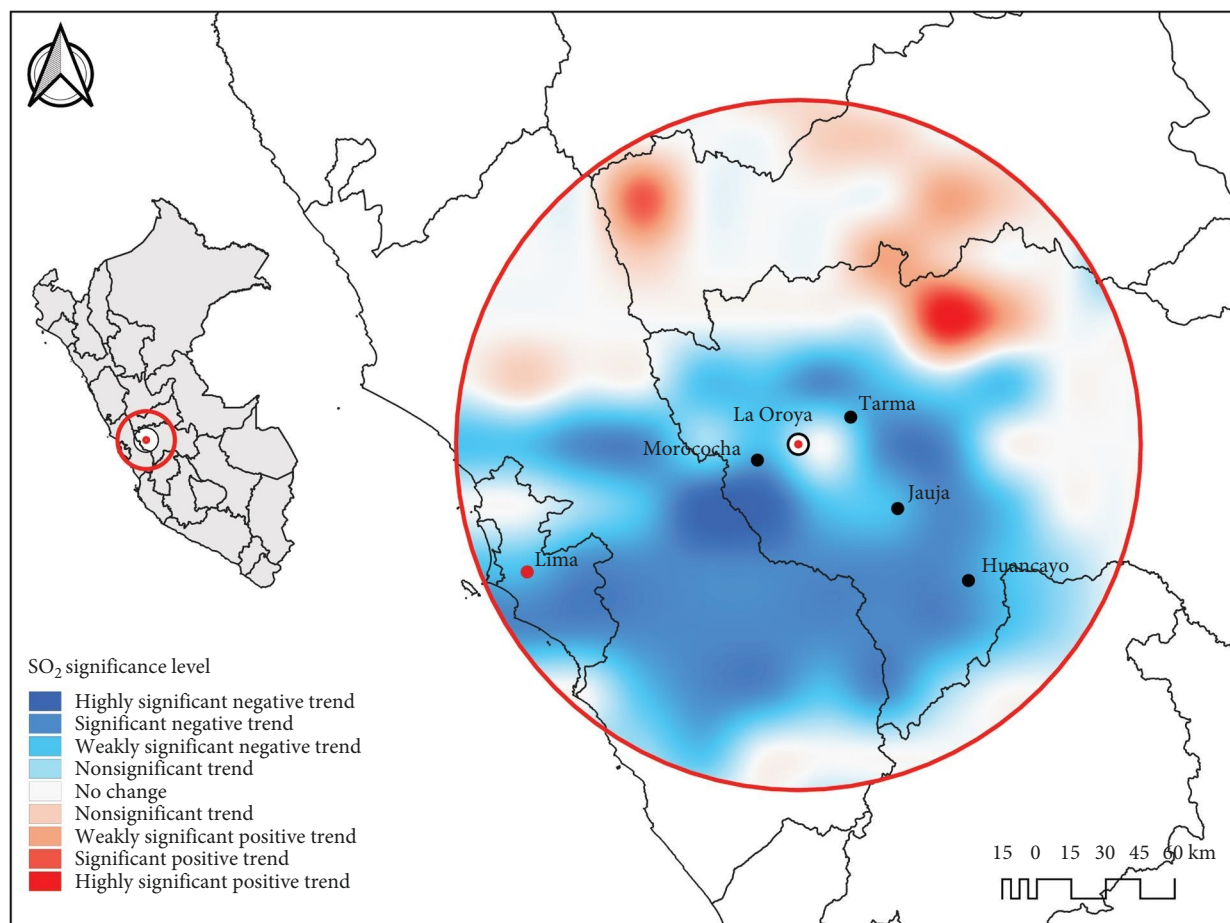 La Oroya
Tarma
Morococha
Jauja
Lima
Huancayo
SO₂ significance level
Highly significant negative trend
Significant negative trend
Weakly significant negative trend
Nonsignificant trend
No change
Nonsignificant trend
Weakly significant positive trend
Significant positive trend
Highly significant positive trend
15 0 15 30 45 60 km